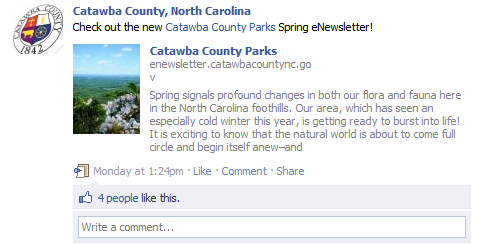 Catawba County, North Carolina
Check out the new Catawba County Parks Spring eNewsletter!
CATAWBA COUNTY
1842
Catawba County Parks
enewsletter.catawbacountync.go
v
Spring signals profound changes in both our flora and fauna here
in the North Carolina foothills. Our area, which has seen an
especially cold winter this year, is getting ready to burst into life!
It is exciting to know that the natural world is about to come full
circle and begin itself anew—and
Monday at 1:24pm · Like · Comment · Share
4 people like this.
Write a comment...